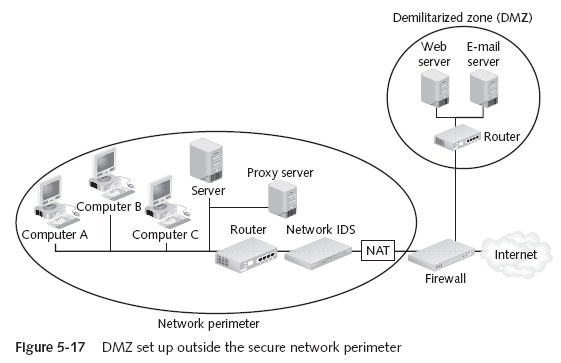 Demilitarized zone (DMZ)
Web server
E-mail server
Router
Server
Proxy server
Computer B
Computer A
Computer C
Router
Network IDS
NAT
Internet
Firewall
Network perimeter
Figure 5-17 DMZ set up outside the secure network perimeter